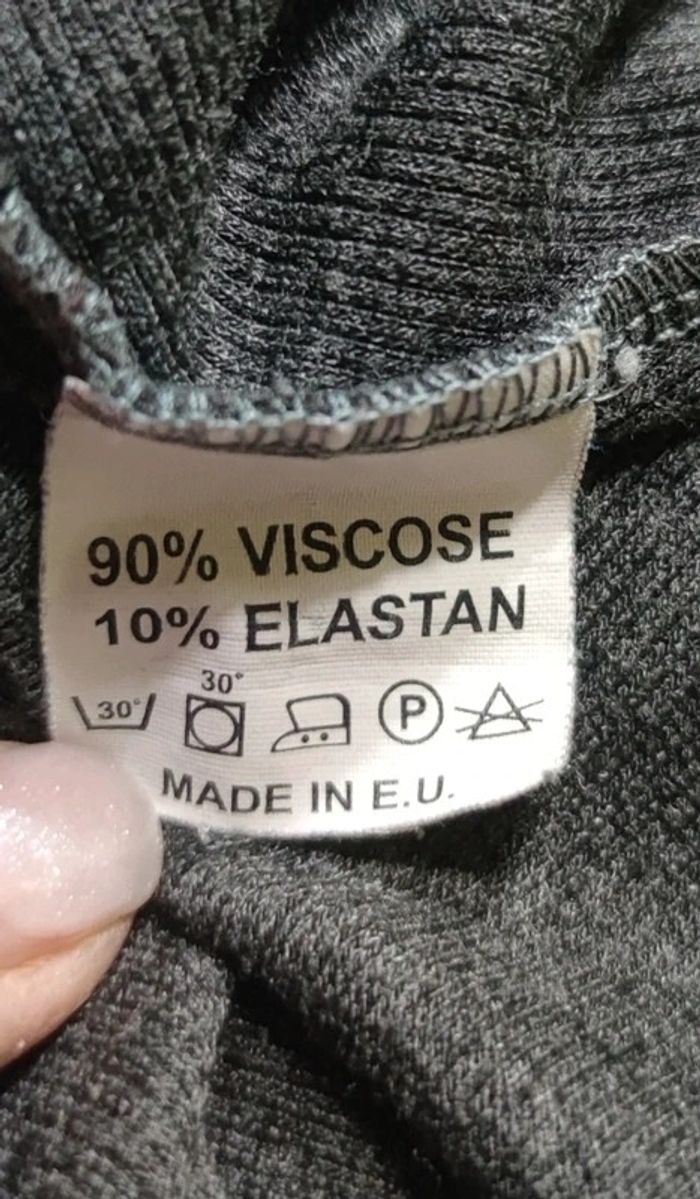 90% VISCOSE
10% ELASTAN
30°
30°
P
MADE IN E.U.